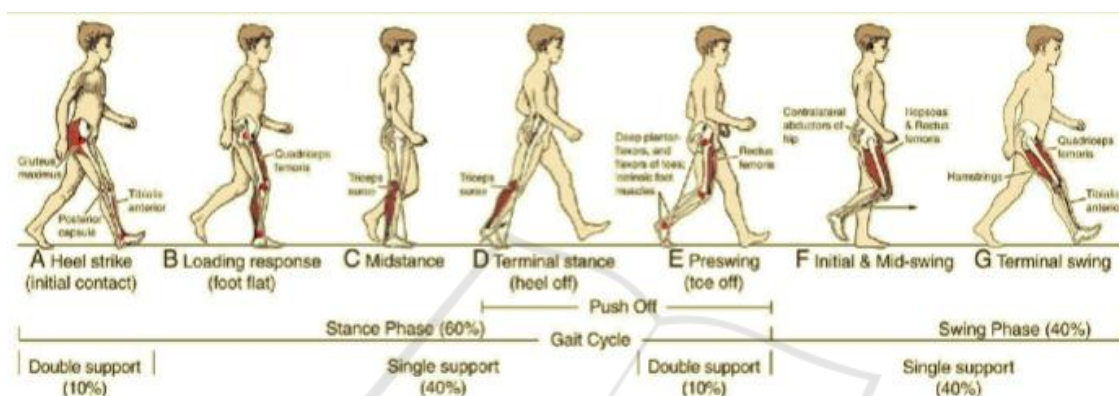 Gluteus
maximus
Posterior
capsule
Tibialis
anterior
Quadriceps
femoris
Triceps
surae
Triceps
surae
Deep plantar-
flexors, and
flexors of toes;
intrinsic foot
muscles
Rectus
femoris
Contralateral
abductors of
hip
Iliopsoas
& Rectus
femoris
Hamstrings
Quadriceps
femoris
Tibialis
anterior
A Heel strike
(initial contact)
B Loading response
(foot flat)
C Midstance
D Terminal stance
(heel off)
E Preswing
(toe off)
F Initial & Mid-swing
G Terminal swing
Push Off
Stance Phase (60%)
Swing Phase (40%)
Gait Cycle
Double support
(10%)
Single support
(40%)
Double support
(10%)
Single support
(40%)